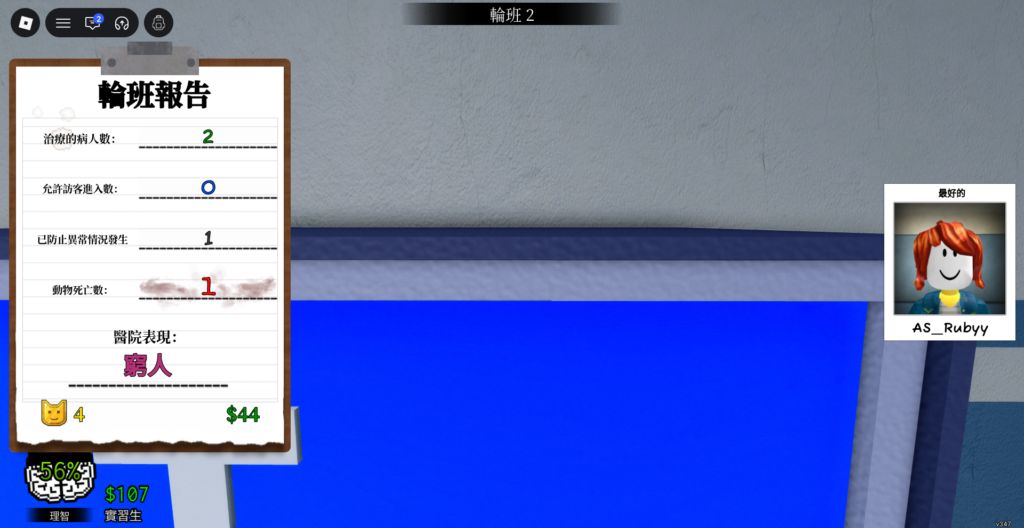 2
輪班 2
輪班報告
治療的病人數: 2
允許訪客進入數: 0
已防止異常情況發生 1
動物死亡數: 1
醫院表現:
窮人
4 $44
56%
理智
$107
實習生
最好的
AS_Rubyy
v347